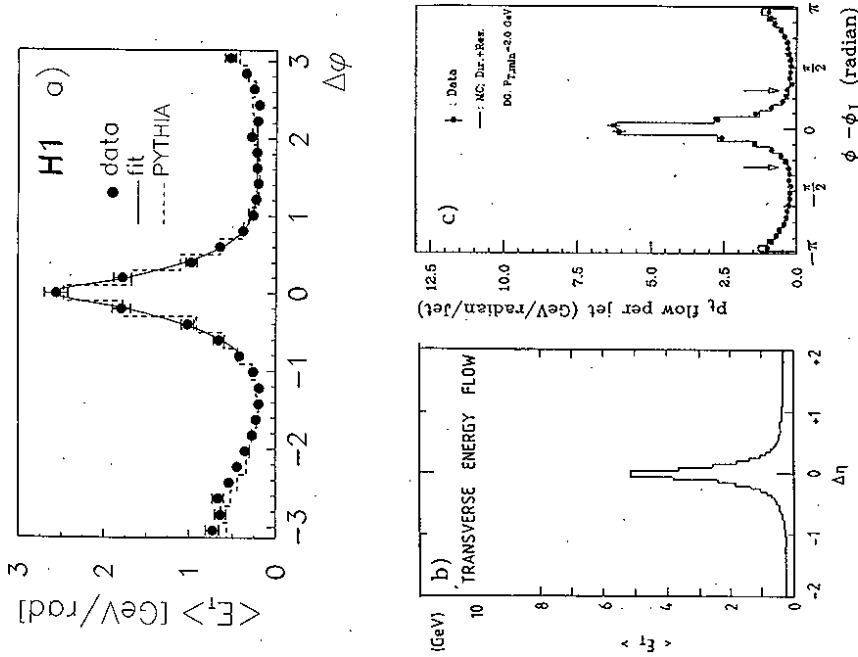 H1 a)
data
fit
PYTHIA
3
2
1
0
<E_T> [GeV/rad]
−3 −2 −1 0 1 2 3
Δφ
b)
(GeV)
TRANSVERSE ENERGY FLOW
10
8
6
4
2
0
< E_T >
-2 -1 0 +1 +2
Δη
c)
: Data
: MC; Dir.+Res.
DG P_T,min=2.0 GeV
12.5
10.0
7.5
5.0
2.5
0.0
p_t flow per jet (GeV/radian/Jet)
−π −π/2 0 π/2 π
φ −φ_J (radian)